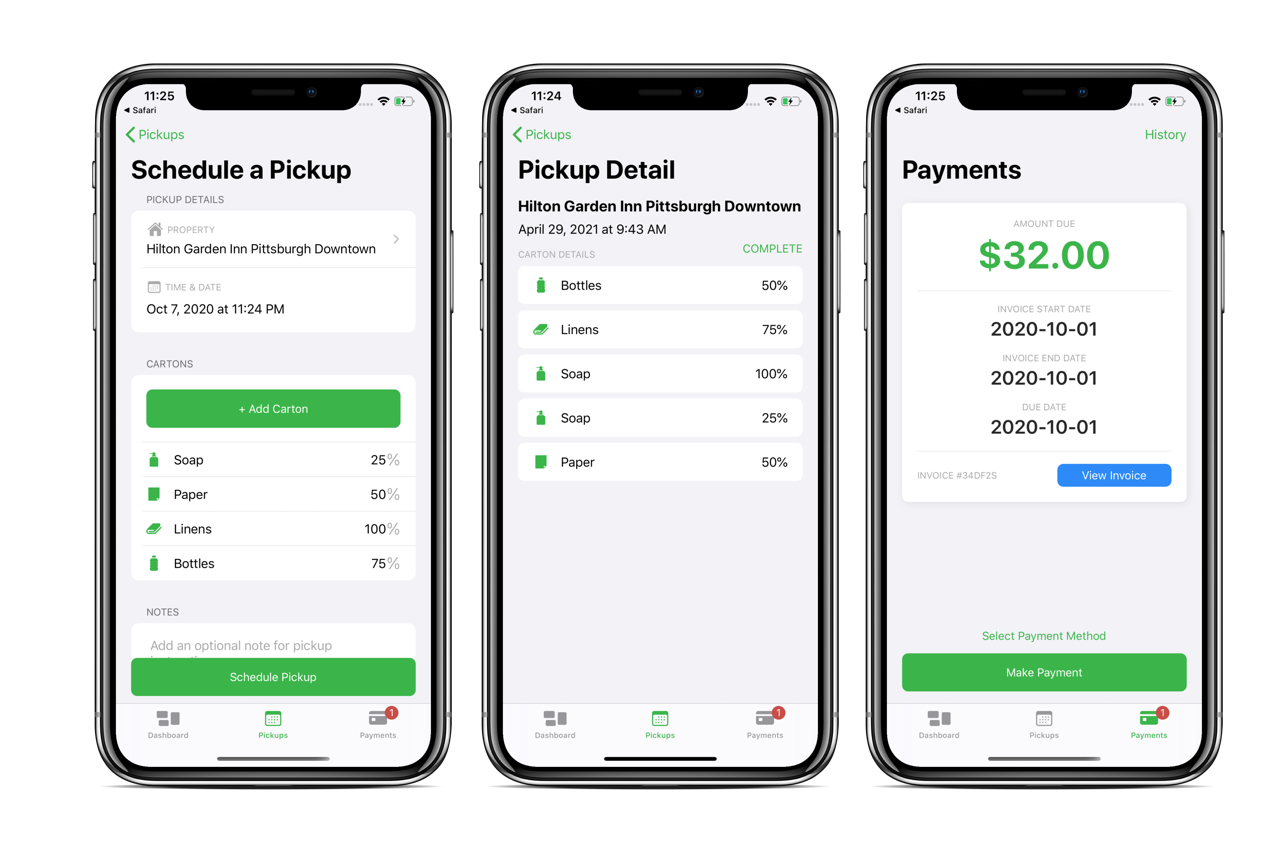 11:25
◀ Safari
Pickups
Schedule a Pickup
PICKUP DETAILS
PROPERTY
Hilton Garden Inn Pittsburgh Downtown
TIME & DATE
Oct 7, 2020 at 11:24 PM
CARTONS
+ Add Carton
Soap 25%
Paper 50%
Linens 100%
Bottles 75%
NOTES
Add an optional note for pickup
Schedule Pickup
1
Dashboard Pickups Payments
11:24
◀ Safari
Pickups
Pickup Detail
Hilton Garden Inn Pittsburgh Downtown
April 29, 2021 at 9:43 AM
CARTON DETAILS COMPLETE
Bottles 50%
Linens 75%
Soap 100%
Soap 25%
Paper 50%
1
Dashboard Pickups Payments
11:25
◀ Safari
History
Payments
AMOUNT DUE
$32.00
INVOICE START DATE
2020-10-01
INVOICE END DATE
2020-10-01
DUE DATE
2020-10-01
INVOICE #34DF2S View Invoice
Select Payment Method
Make Payment
1
Dashboard Pickups Payments